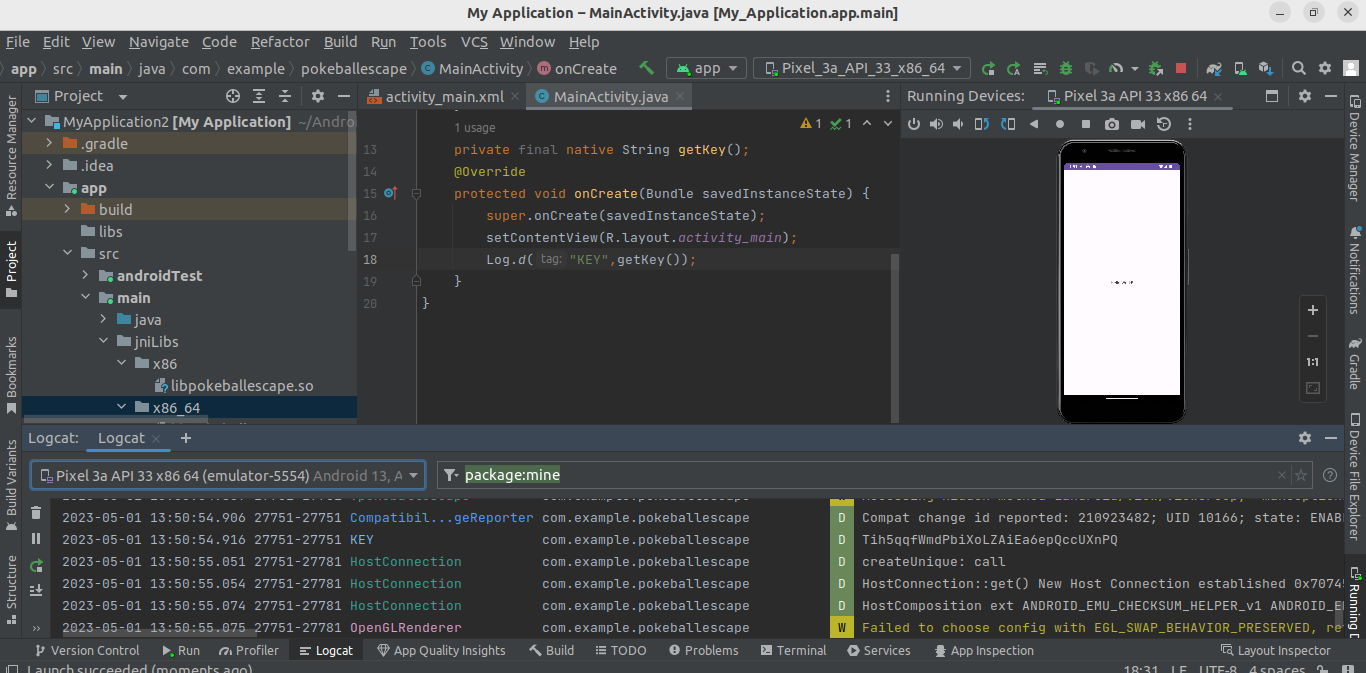 My Application – MainActivity.java [My_Application.app.main]
File Edit View Navigate Code Refactor Build Run Tools VCS Window Help
app src main java com example pokeballescape MainActivity onCreate app Pixel_3a_API_33_x86_64
Project activity_main.xml MainActivity.java Running Devices: Pixel 3a API 33 x86 64
MyApplication2 [My Application] ~/Andro
1 usage
1 1
.gradle
13 private final native String getKey();
.idea
14 @Override
app
15 protected void onCreate(Bundle savedInstanceState) {
build
16 super.onCreate(savedInstanceState);
libs
17 setContentView(R.layout.activity_main);
src
18 Log.d( tag: "KEY",getKey());
androidTest
19 }
main
20 }
java
jniLibs
x86
libpokeballescape.so
x86_64
1:1
Resource Manager
Project
Bookmarks
Build Variants
Structure
Device Manager
Notifications
Gradle
Device File Explorer
Running D
Logcat: Logcat
Pixel 3a API 33 x86 64 (emulator-5554) Android 13, A package:mine
2023-05-01 13:50:54.906 27751-27751 Compatibil...geReporter com.example.pokeballescape D Compat change id reported: 210923482; UID 10166; state: ENAB
2023-05-01 13:50:54.916 27751-27751 KEY com.example.pokeballescape D Tih5qqfWmdPbiXoLZAiEa6epQccUXnPQ
2023-05-01 13:50:55.051 27751-27781 HostConnection com.example.pokeballescape D createUnique: call
2023-05-01 13:50:55.054 27751-27781 HostConnection com.example.pokeballescape D HostConnection::get() New Host Connection established 0x70745
2023-05-01 13:50:55.074 27751-27781 HostConnection com.example.pokeballescape D HostComposition ext ANDROID_EMU_CHECKSUM_HELPER_v1 ANDROID_E
2023-05-01 13:50:55.075 27751-27781 OpenGLRenderer com.example.pokeballescape W Failed to choose config with EGL_SWAP_BEHAVIOR_PRESERVED, re
Version Control Run Profiler Logcat App Quality Insights Build TODO Problems Terminal Services App Inspection Layout Inspector
Launch succeeded (moments ago) 18:31 LF UTF-8 4 spaces